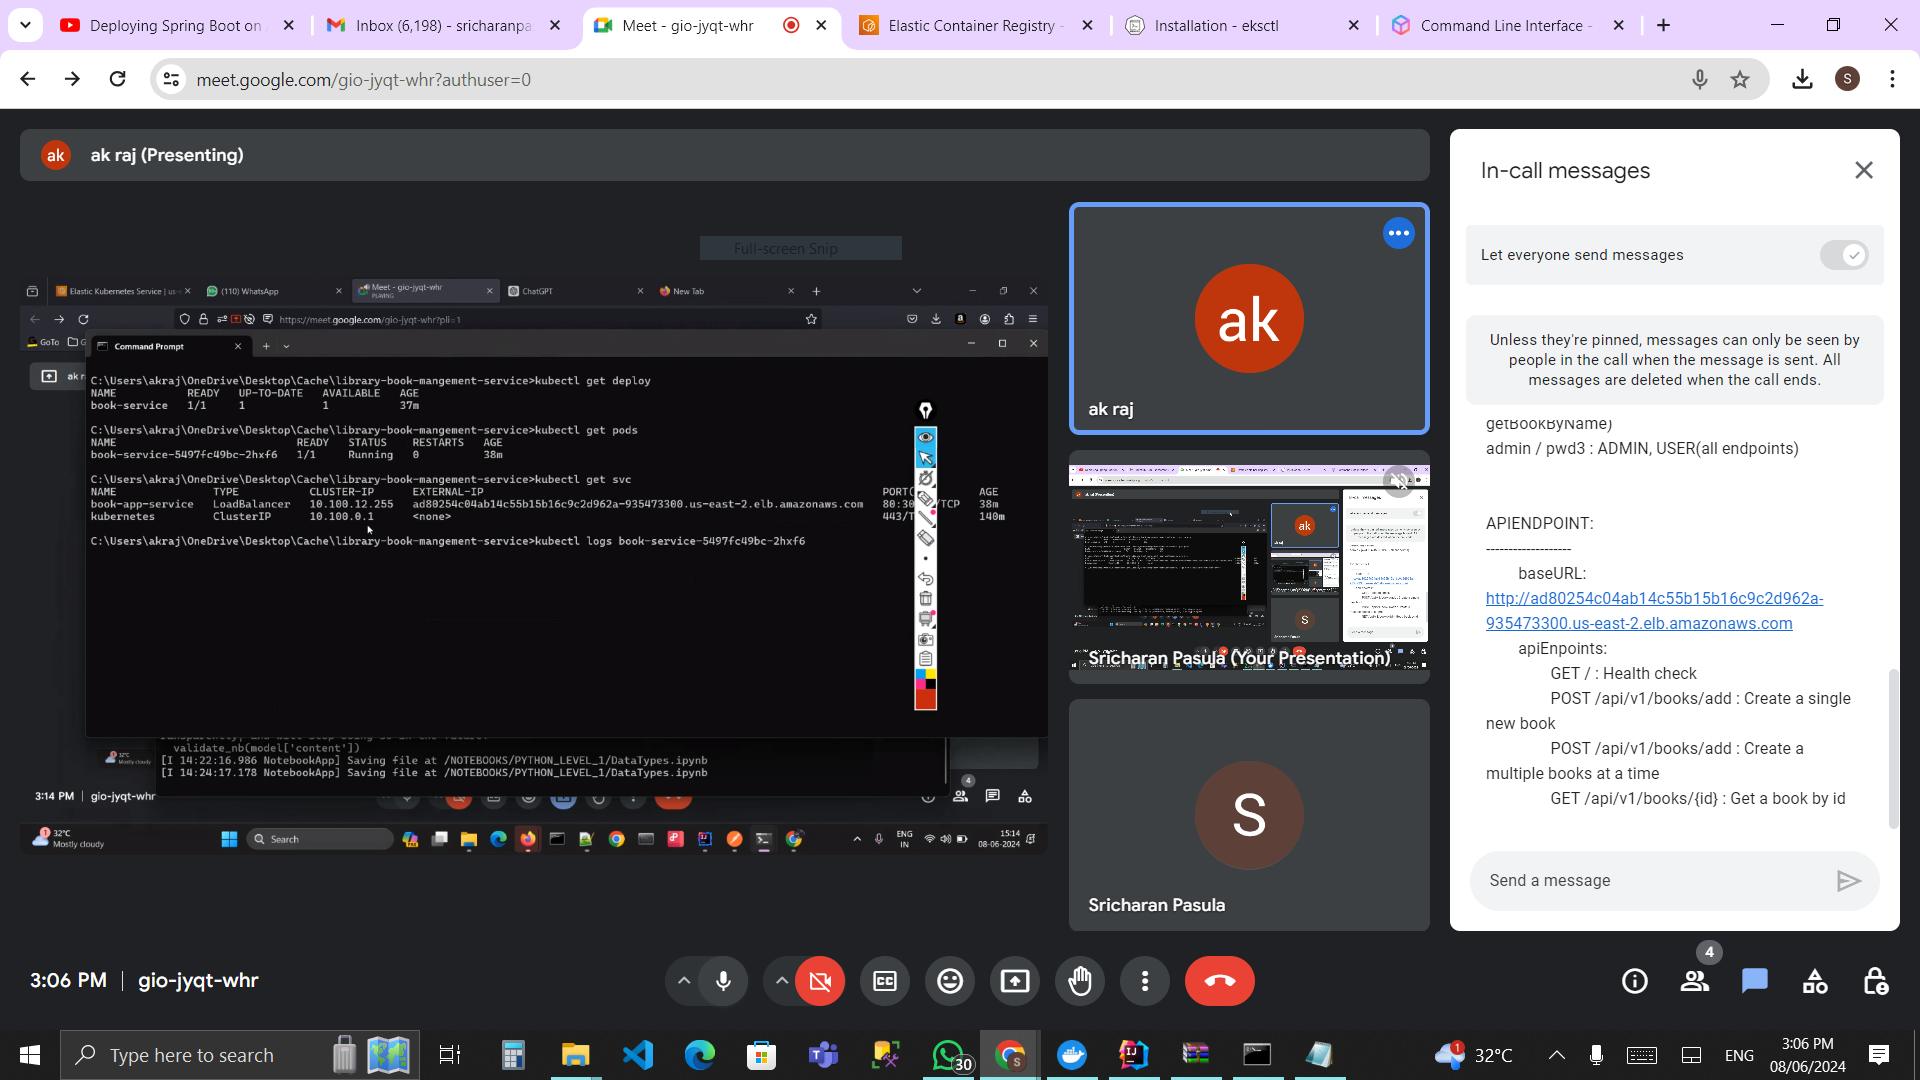 Deploying Spring Boot on
Inbox (6,198) - sricharanpa
Meet - gio-jyqt-whr
Elastic Container Registry -
Installation - eksctl
Command Line Interface -
meet.google.com/gio-jyqt-whr?authuser=0
S
ak
ak raj (Presenting)
Full-screen Snip
Elastic Kubernetes Service | us-
(110) WhatsApp
Meet - gio-jyqt-whr
PLAYING
ChatGPT
New Tab
https://meet.google.com/gio-jyqt-whr?pli=1
GoTo
Command Prompt
ak r
C:\Users\akraj\OneDrive\Desktop\Cache\library-book-mangement-service>kubectl get deploy
NAME READY UP-TO-DATE AVAILABLE AGE
book-service 1/1 1 1 37m
C:\Users\akraj\OneDrive\Desktop\Cache\library-book-mangement-service>kubectl get pods
NAME READY STATUS RESTARTS AGE
book-service-5497fc49bc-2hxf6 1/1 Running 0 38m
C:\Users\akraj\OneDrive\Desktop\Cache\library-book-mangement-service>kubectl get svc
NAME TYPE CLUSTER-IP EXTERNAL-IP PORT( AGE
book-app-service LoadBalancer 10.100.12.255 ad80254c04ab14c55b15b16c9c2d962a-935473300.us-east-2.elb.amazonaws.com 80:30 /TCP 38m
kubernetes ClusterIP 10.100.0.1 <none> 443/T 140m
C:\Users\akraj\OneDrive\Desktop\Cache\library-book-mangement-service>kubectl logs book-service-5497fc49bc-2hxf6
validate_nb(model['content'])
[I 14:22:16.986 NotebookApp] Saving file at /NOTEBOOKS/PYTHON_LEVEL_1/DataTypes.ipynb
[I 14:24:17.178 NotebookApp] Saving file at /NOTEBOOKS/PYTHON_LEVEL_1/DataTypes.ipynb
3:14 PM | gio-jyqt-whr
4
32°C
Mostly cloudy
Search
ENG
IN
15:14
08-06-2024
ak
ak raj
Sricharan Pasula (Your Presentation)
S
Sricharan Pasula
In-call messages
Let everyone send messages
Unless they're pinned, messages can only be seen by
people in the call when the message is sent. All
messages are deleted when the call ends.
getBookByName)
admin / pwd3 : ADMIN, USER(all endpoints)
APIENDPOINT:
-------------------
baseURL:
http://ad80254c04ab14c55b15b16c9c2d962a-
935473300.us-east-2.elb.amazonaws.com
apiEnpoints:
GET / : Health check
POST /api/v1/books/add : Create a single
new book
POST /api/v1/books/add : Create a
multiple books at a time
GET /api/v1/books/{id} : Get a book by id
Send a message
3:06 PM | gio-jyqt-whr
4
Type here to search
30
32°C
ENG
3:06 PM
08/06/2024